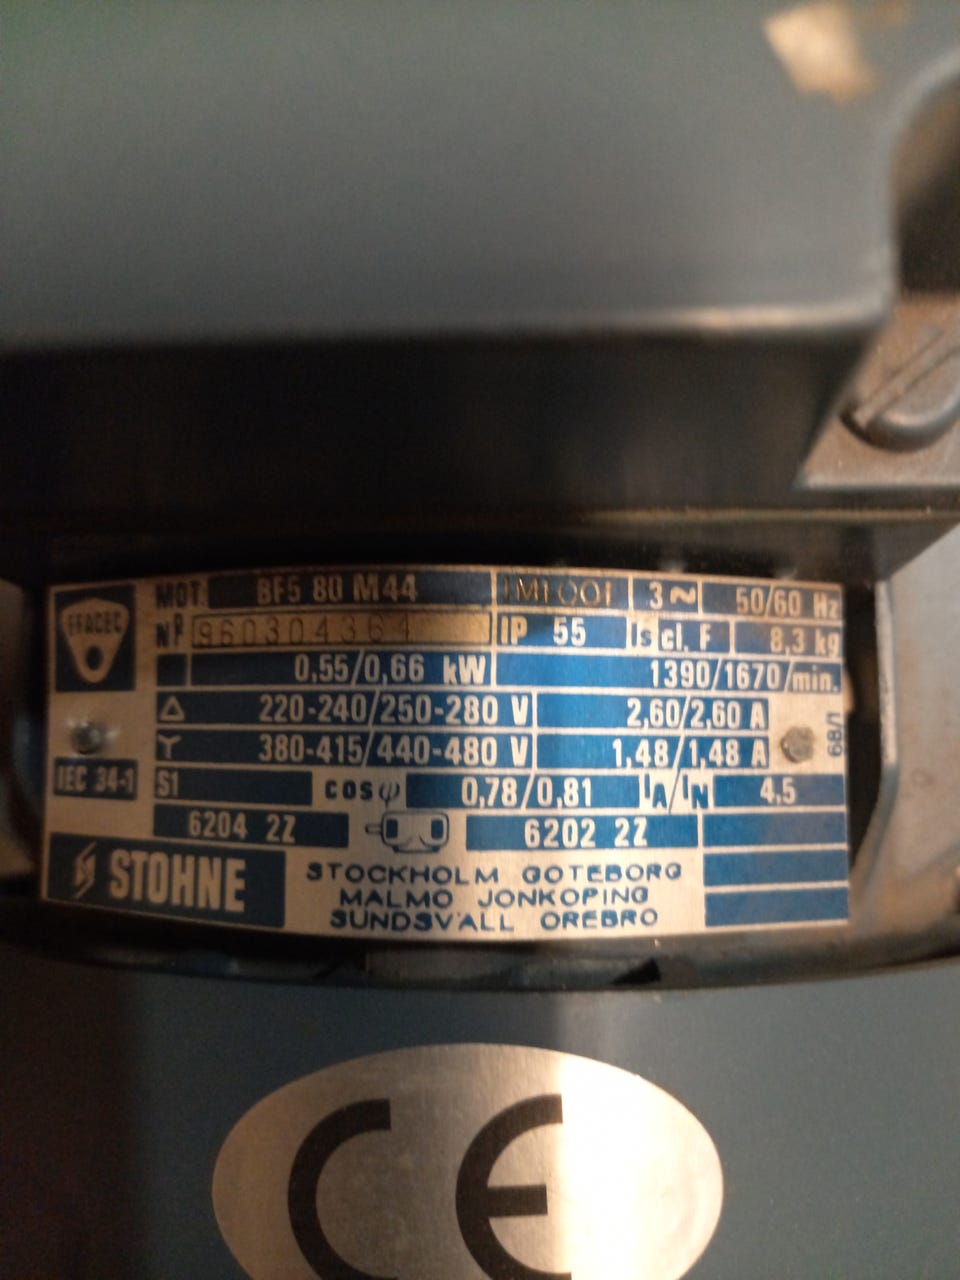 EFACEC
MOT. BF5 80 M44 IM1001 3~ 50/60 Hz
Nº 960304364 IP 55 Is cl. F 8,3 kg
0,55/0,66 kW 1390/1670/min.
Δ 220-240/250-280 V 2,60/2,60 A
Y 380-415/440-480 V 1,48/1,48 A
68/1
IEC 34-1 S1 cosφ 0,78/0,81 IA/IN 4,5
6204 2Z 6202 2Z
STOHNE
STOCKHOLM GOTEBORG
MALMO JONKOPING
SUNDSVALL OREBRO
CE